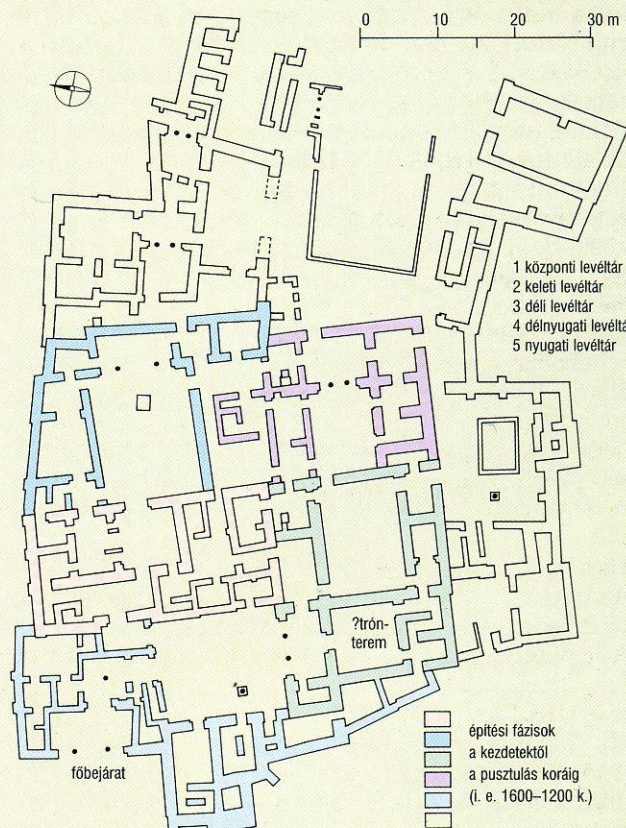 0 10 20 30 m
1 központi levéltár
2 keleti levéltár
3 déli levéltár
4 délnyugati levéltá
5 nyugati levéltár
?trón-
terem
főbejárat
építési fázisok
a kezdetektől
a pusztulás koráig
(i. e. 1600–1200 k.)